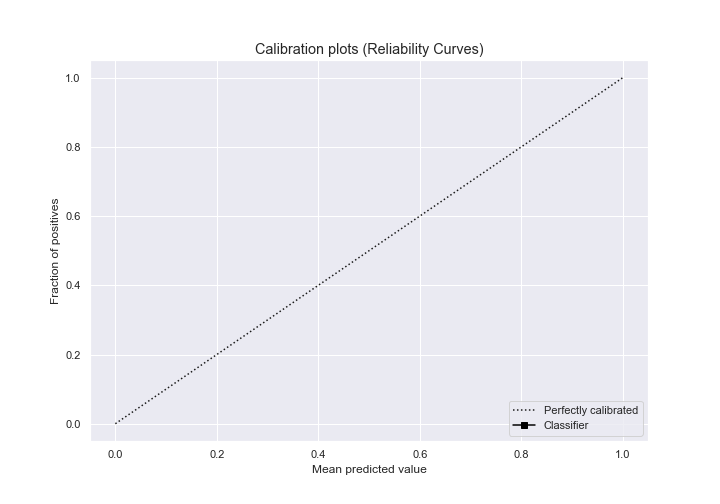 Calibration plots (Reliability Curves)
1.0
0.8
0.6
0.4
0.2
0.0
Fraction of positives
Perfectly calibrated
Classifier
0.0 0.2 0.4 0.6 0.8 1.0
Mean predicted value